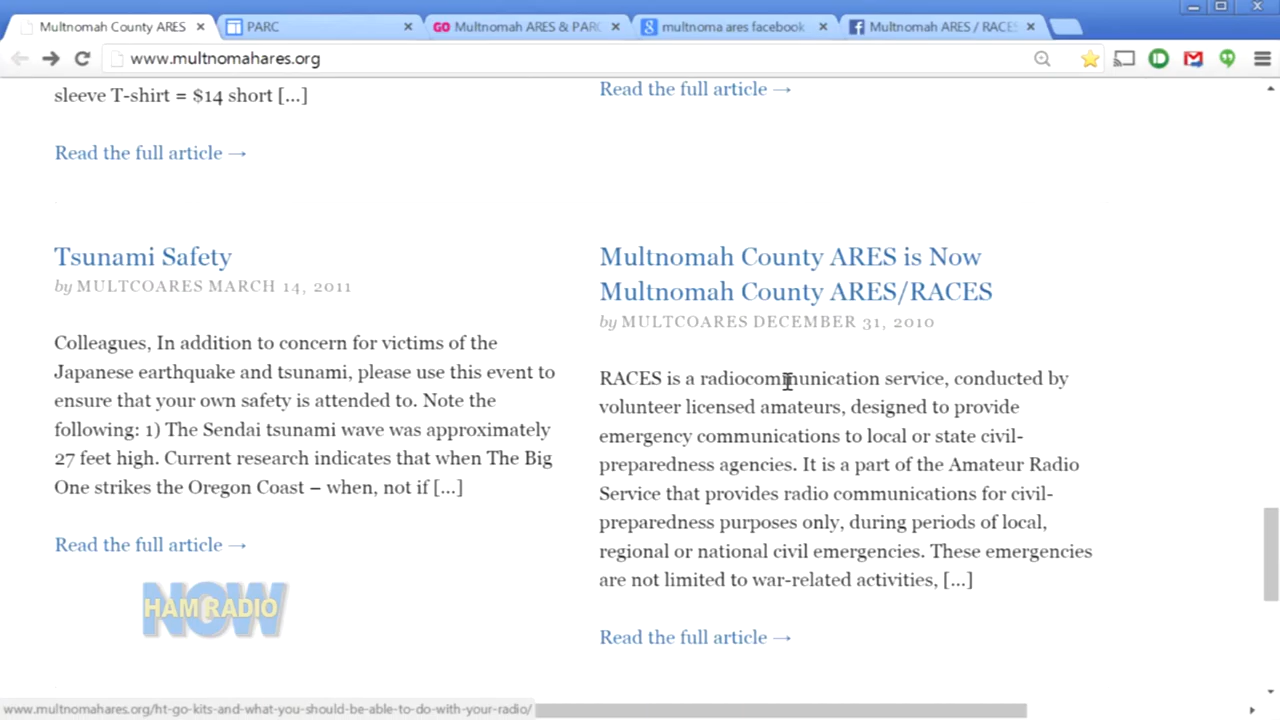 Multnomah County ARES
PARC
GO Multnomah ARES & PARC
multnoma ares facebook
Multnomah ARES / RACES
www.multnomahares.org
sleeve T-shirt = $14 short [...]
Read the full article →
Read the full article →
Tsunami Safety
by MULTCOARES MARCH 14, 2011
Colleagues, In addition to concern for victims of the
Japanese earthquake and tsunami, please use this event to
ensure that your own safety is attended to. Note the
following: 1) The Sendai tsunami wave was approximately
27 feet high. Current research indicates that when The Big
One strikes the Oregon Coast – when, not if [...]
Read the full article →
Multnomah County ARES is Now
Multnomah County ARES/RACES
by MULTCOARES DECEMBER 31, 2010
RACES is a radiocommunication service, conducted by
volunteer licensed amateurs, designed to provide
emergency communications to local or state civil-
preparedness agencies. It is a part of the Amateur Radio
Service that provides radio communications for civil-
preparedness purposes only, during periods of local,
regional or national civil emergencies. These emergencies
are not limited to war-related activities, [...]
Read the full article →
HAM RADIO
NOW
www.multnomahares.org/ht-go-kits-and-what-you-should-be-able-to-do-with-your-radio/